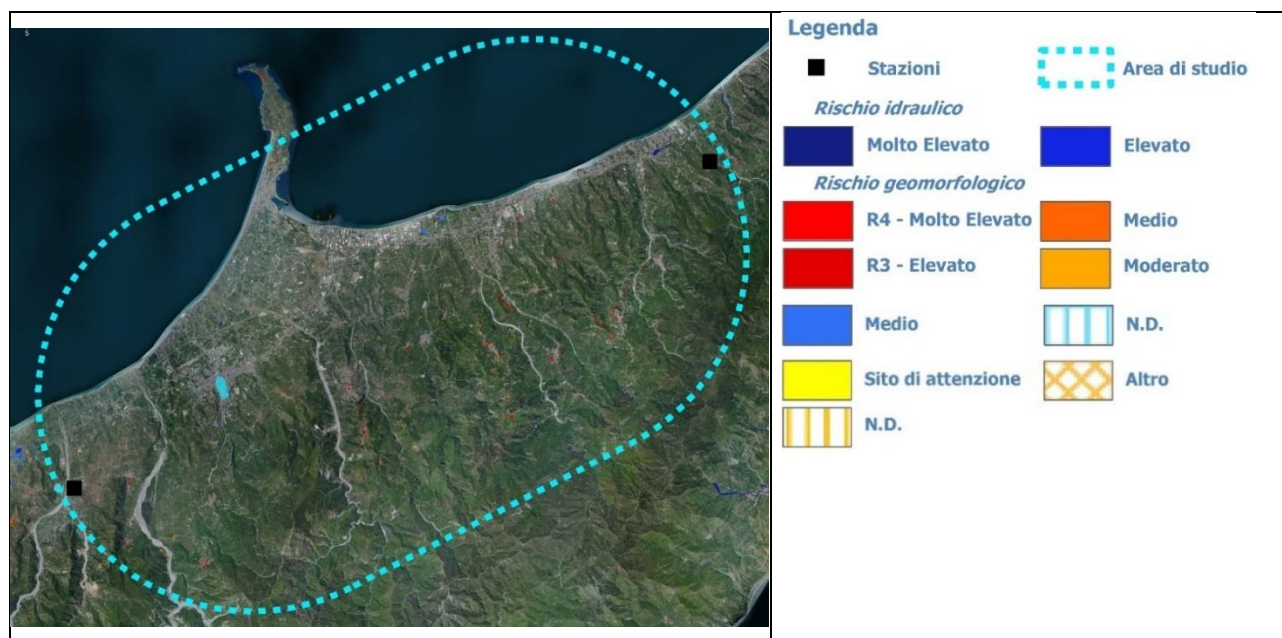 Legenda
Stazioni Area di studio
Rischio idraulico
Molto Elevato Elevato
Rischio geomorfologico
R4 - Molto Elevato Medio
R3 - Elevato Moderato
Medio N.D.
Sito di attenzione Altro
N.D.